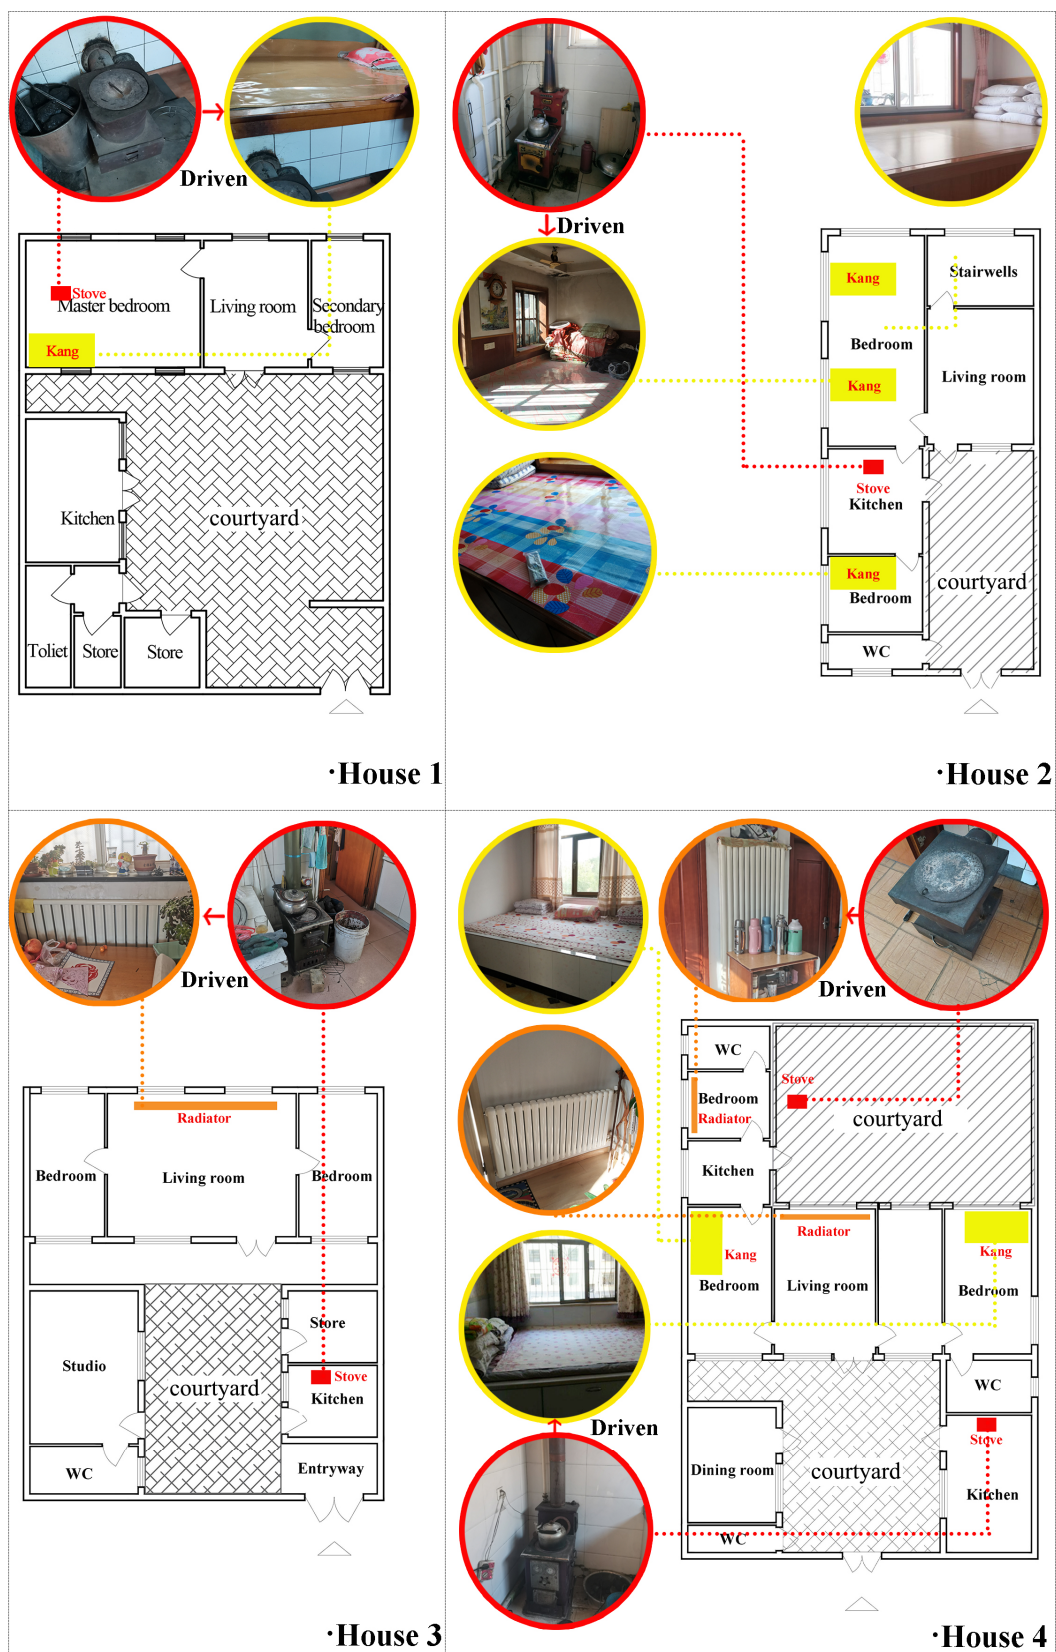 Driven
Stove
Master bedroom
Living room
Secondary
bedroom
Kang
Kitchen
courtyard
Toliet
Store
Store
·House 1
Driven
Kang
Stairwells
Bedroom
Kang
Living room
Stove
Kitchen
Kang
Bedroom
courtyard
WC
·House 2
Driven
Radiator
Bedroom
Living room
Bedroom
Store
Studio
Stove
courtyard
Kitchen
WC
Entryway
·House 3
Driven
WC
Stove
Bedroom
Radiator
courtyard
Kitchen
Kang
Radiator
Kang
Bedroom
Living room
Bedroom
WC
Driven
Stove
Dining room
courtyard
Kitchen
WC
·House 4